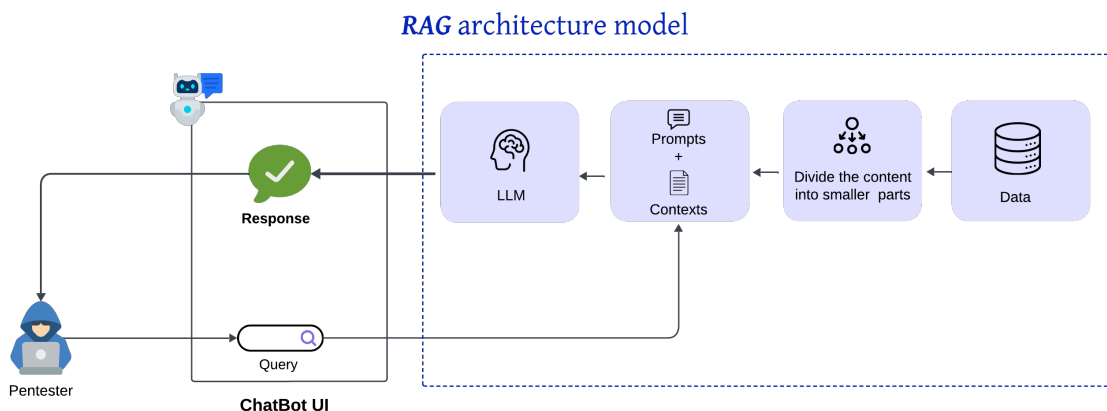 RAG architecture model
Prompts
+
Contexts
LLM
Divide the content
into smaller parts
Data
Response
Query
Pentester
ChatBot UI